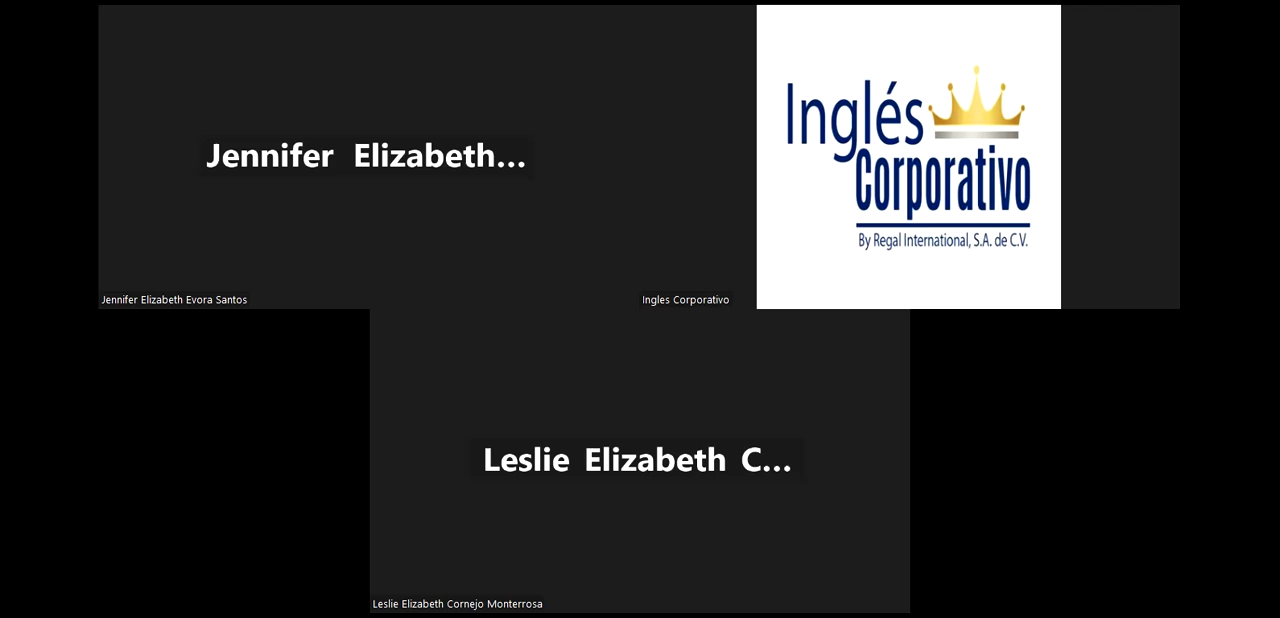 Jennifer Elizabeth...
Jennifer Elizabeth Evora Santos
Inglés
Corporativo
By Regal International, S.A. de C.V.
Ingles Corporativo
Leslie Elizabeth C...
Leslie Elizabeth Cornejo Monterrosa